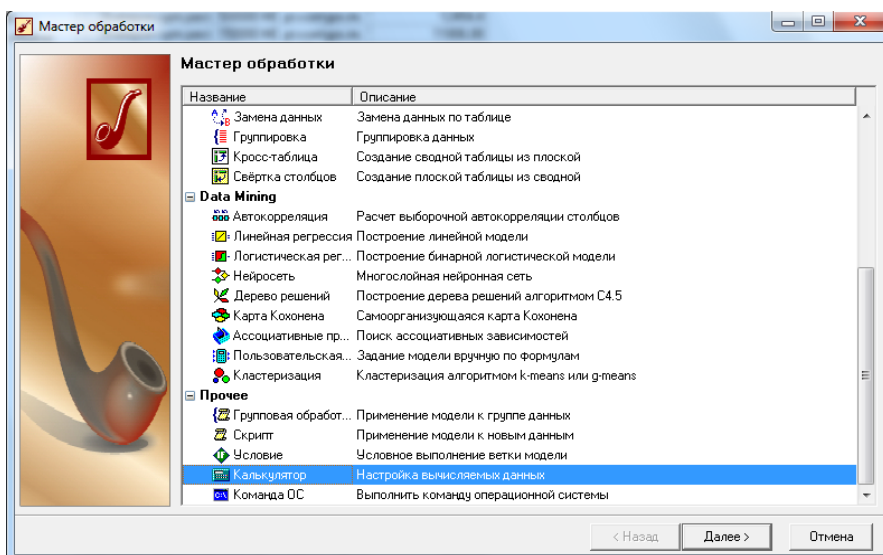 Мастер обработки
Мастер обработки
Название Описание
Замена данных Замена данных по таблице
Группировка Группировка данных
Кросс-таблица Создание сводной таблицы из плоской
Свёртка столбцов Создание плоской таблицы из сводной
Data Mining
Автокорреляция Расчет выборочной автокорреляции столбцов
Линейная регрессия Построение линейной модели
Логистическая рег... Построение бинарной логистической модели
Нейросеть Многослойная нейронная сеть
Дерево решений Построение дерева решений алгоритмом C4.5
Карта Кохонена Самоорганизующаяся карта Кохонена
Ассоциативные пр... Поиск ассоциативных зависимостей
Пользовательская... Задание модели вручную по формулам
Кластеризация Кластеризация алгоритмом k-means или g-means
Прочее
Групповая обработ... Применение модели к группе данных
Скрипт Применение модели к новым данным
Условие Условное выполнение ветки модели
Калькулятор Настройка вычисляемых данных
Команда ОС Выполнить команду операционной системы
< Назад Далее > Отмена